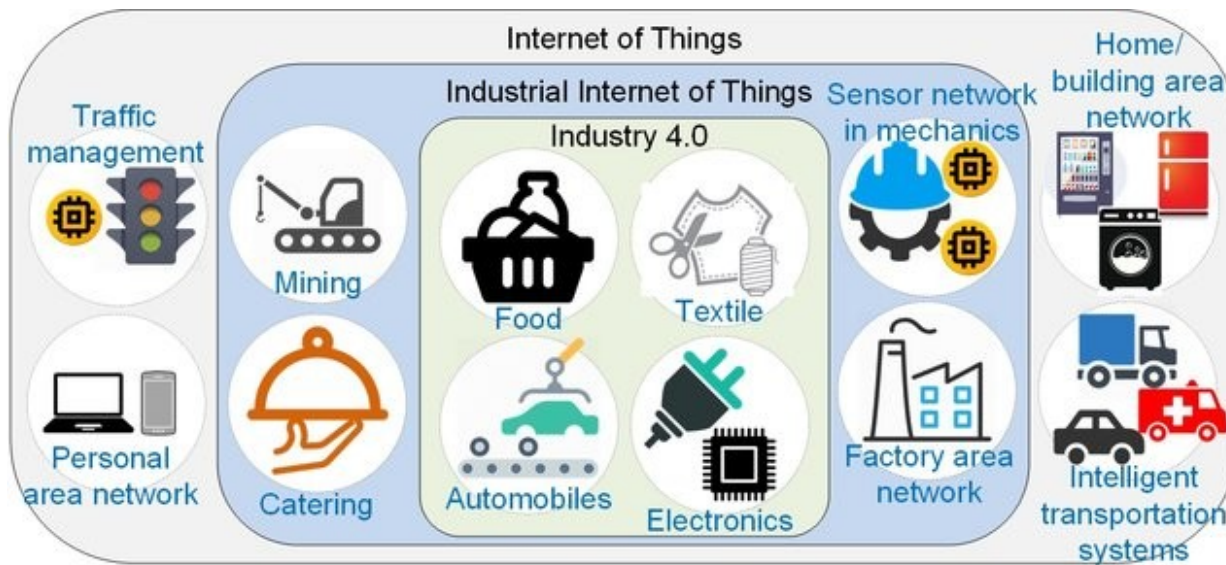 Internet of Things
Industrial Internet of Things
Industry 4.0
Traffic
management
Personal
area network
Mining
Catering
Food
Textile
Automobiles
Electronics
Sensor network
in mechanics
Factory area
network
Home/
building area
network
Intelligent
transportation
systems